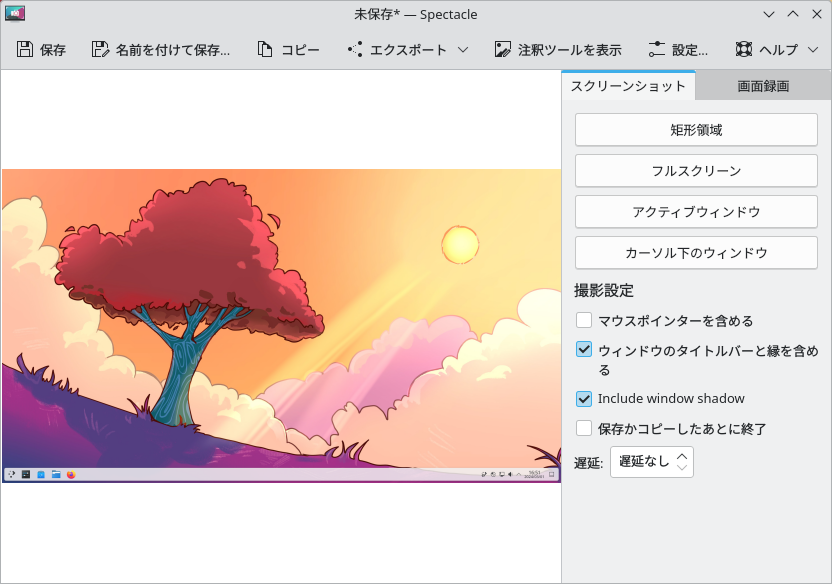 未保存* — Spectacle
保存 名前を付けて保存... コピー エクスポート 注釈ツールを表示 設定... ヘルプ
スクリーンショット 画面録画
矩形領域
フルスクリーン
アクティブウィンドウ
カーソル下のウィンドウ
撮影設定
マウスポインターを含める
ウィンドウのタイトルバーと縁を含め
る
Include window shadow
保存かコピーしたあとに終了
遅延: 遅延なし